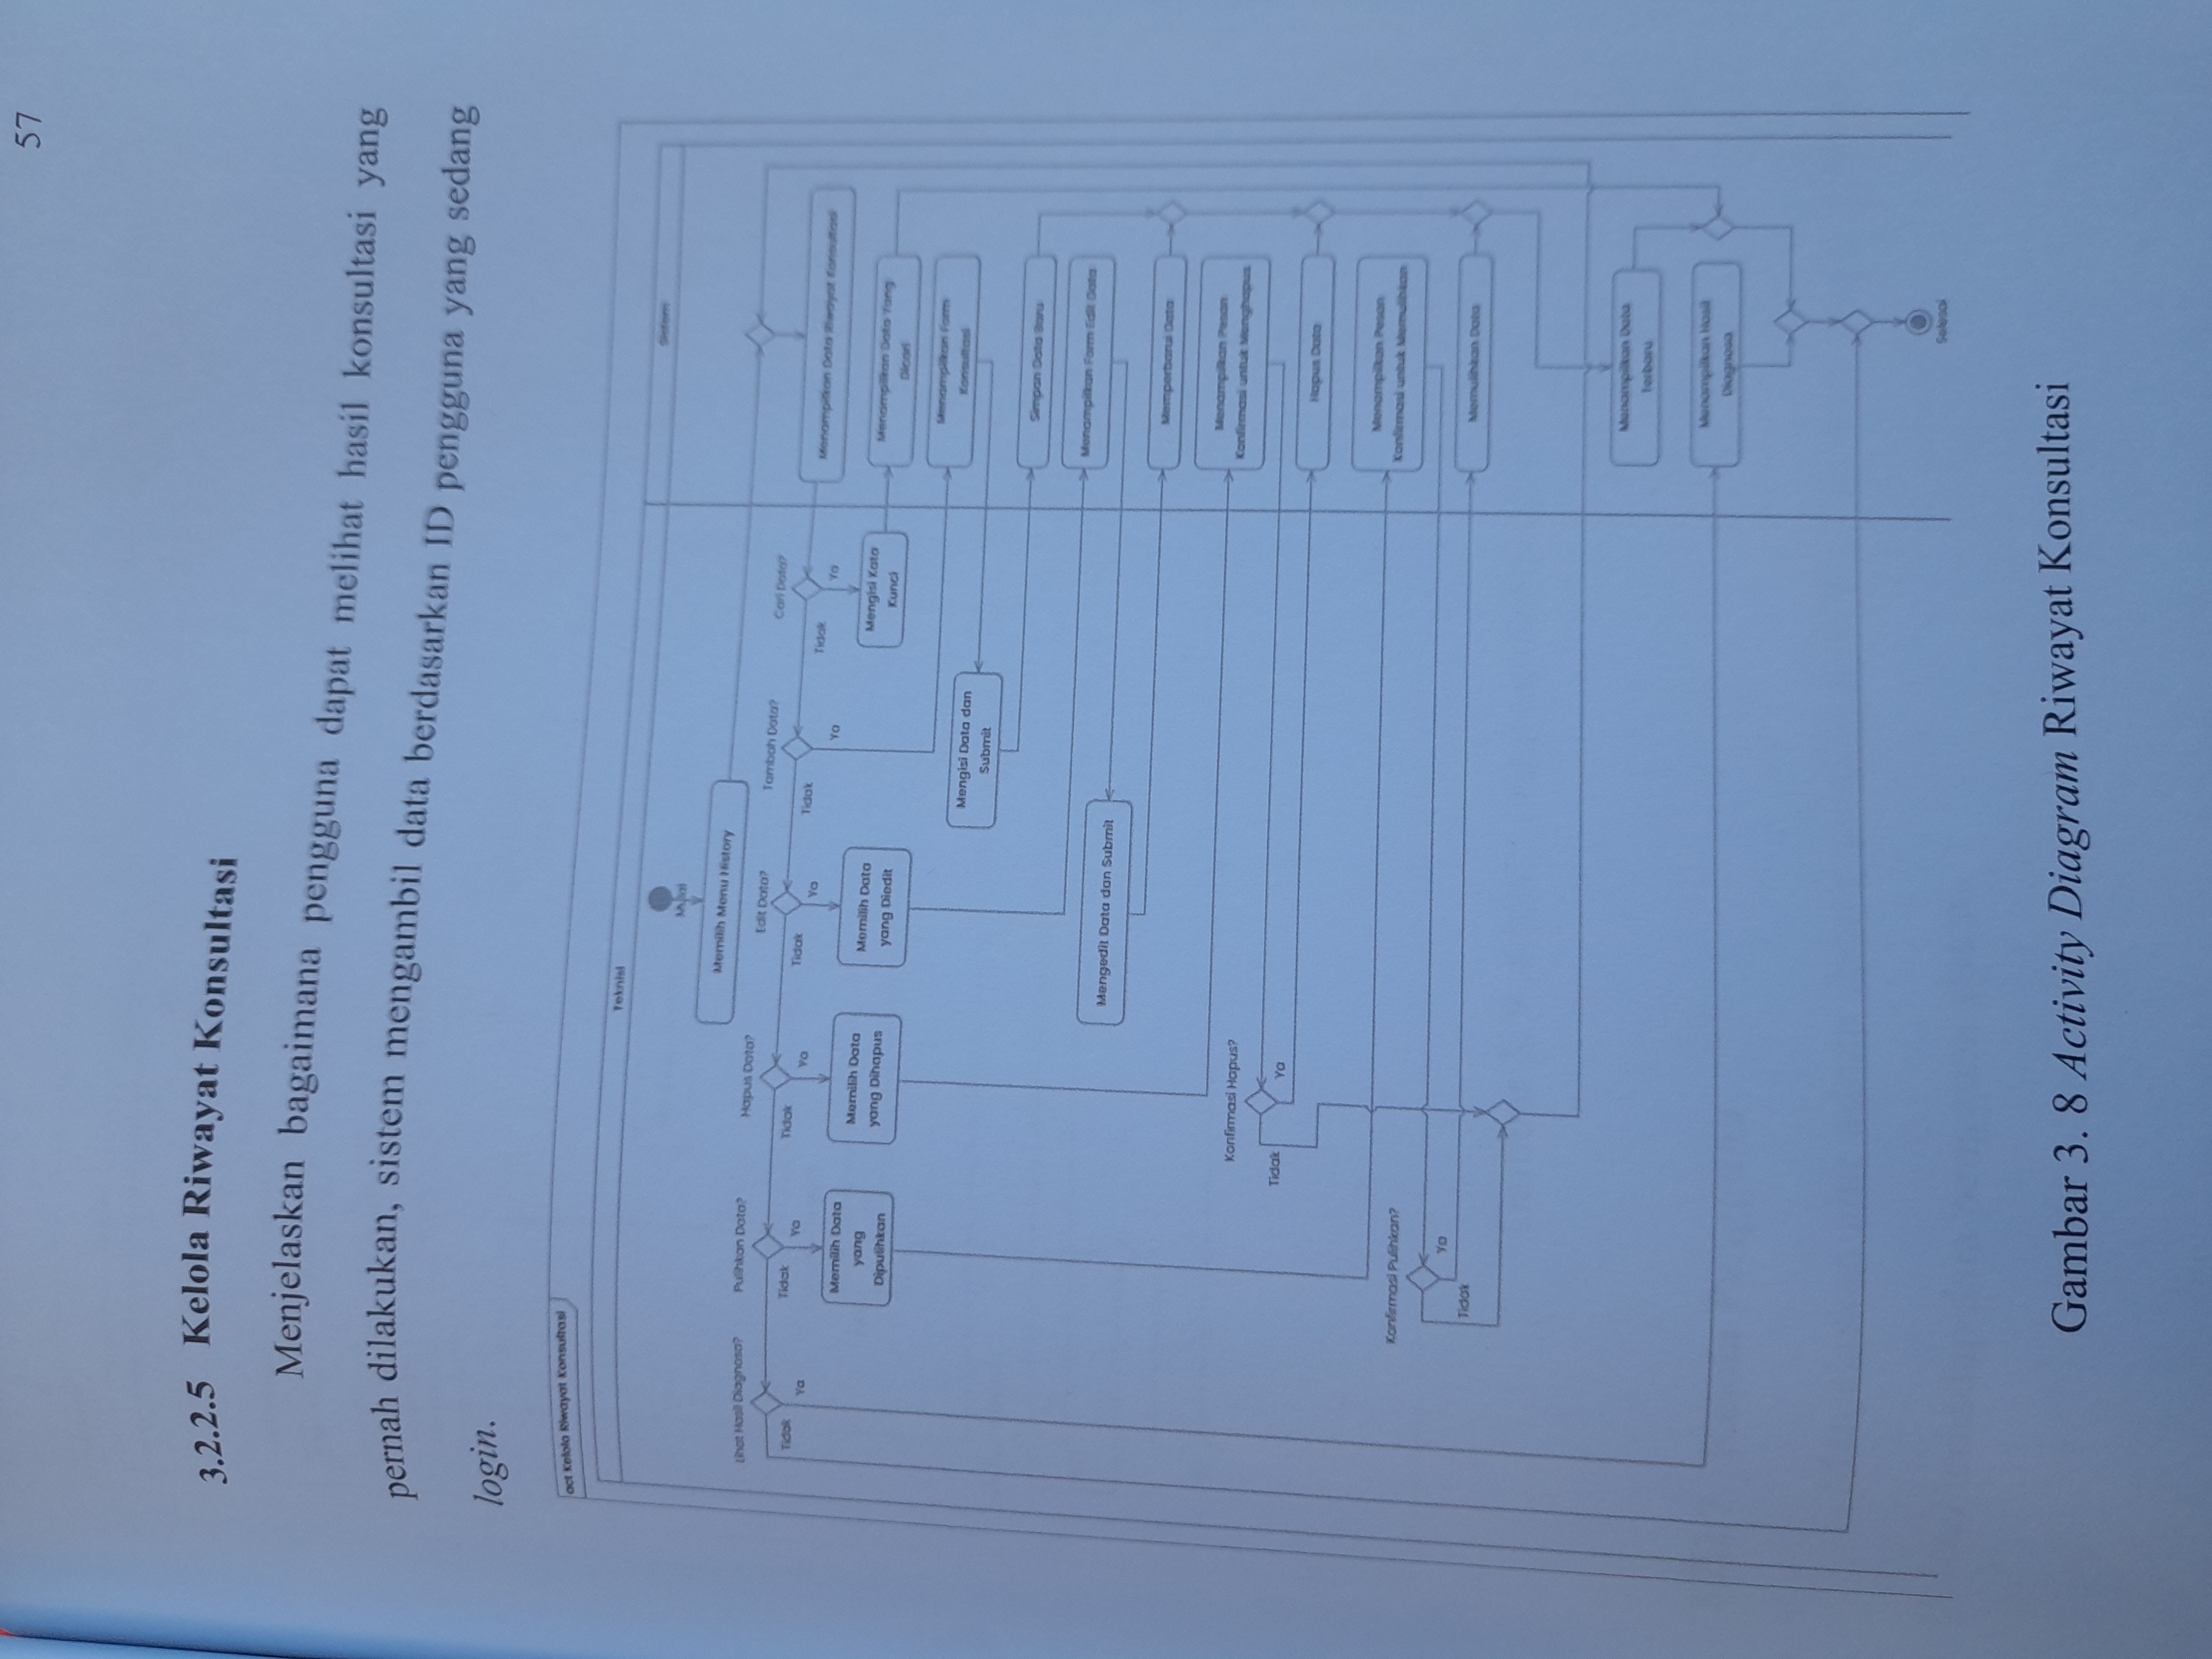 57
3.2.2.5 Kelola Riwayat Konsultasi
Menjelaskan bagaimana pengguna dapat melihat hasil konsultasi yang
pernah dilakukan, sistem mengambil data berdasarkan ID pengguna yang sedang
login.
act Kelola Riwayat Konsultasi
Teknisi
Sistem
Mulai
Memilih Menu History
Lihat Hasil Diagnosa?
Pulihkan Data?
Hapus Data?
Edit Data?
Tambah Data?
Cari Data?
Tidak
Ya
Tidak
Ya
Tidak
Ya
Tidak
Ya
Tidak
Ya
Tidak
Ya
Menampilkan Data Riwayat Konsultasi
Memilih Data
yang
Dipulihkan
Memilih Data
yang Dihapus
Memilih Data
yang Diedit
Mengisi Kata
Kunci
Menampilkan Data Yang
Dicari
Menampilkan Form
Konsultasi
Mengisi Data dan
Submit
Simpan Data Baru
Menampilkan Form Edit Data
Mengedit Data dan Submit
Memperbarui Data
Menampilkan Pesan
Konfirmasi untuk Menghapus
Konfirmasi Hapus?
Tidak
Ya
Hapus Data
Menampilkan Pesan
Konfirmasi untuk Memulihkan
Konfirmasi Pulihkan?
Ya
Tidak
Memulihkan Data
Menampilkan Data
Terbaru
Menampilkan Hasil
Diagnosa
Selesai
Gambar 3. 8 Activity Diagram Riwayat Konsultasi